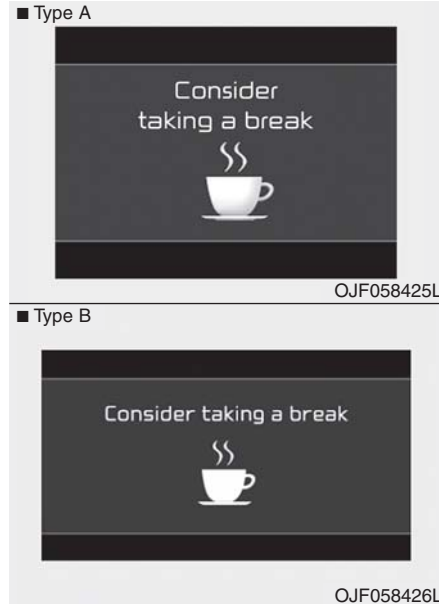 ■ Type A
Consider
taking a break
OJF058425L
■ Type B
Consider taking a break
OJF058426L